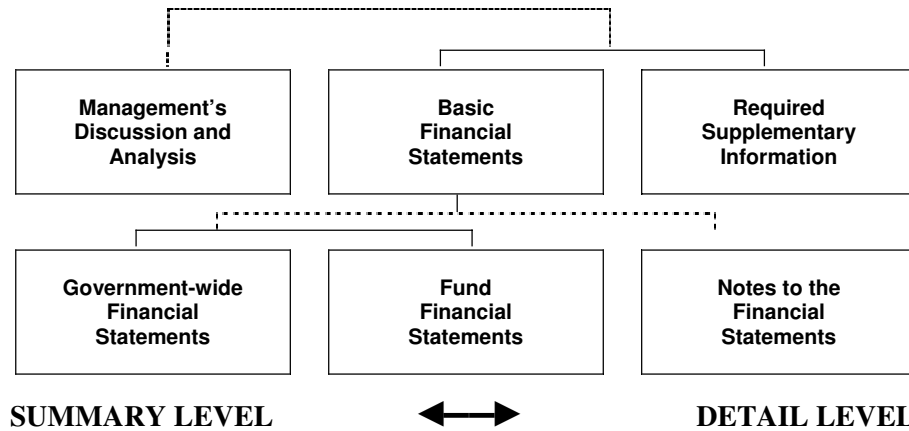 Management's
Discussion and
Analysis
Basic
Financial
Statements
Required
Supplementary
Information
Government-wide
Financial
Statements
Fund
Financial
Statements
Notes to the
Financial
Statements
SUMMARY LEVEL
DETAIL LEVEL